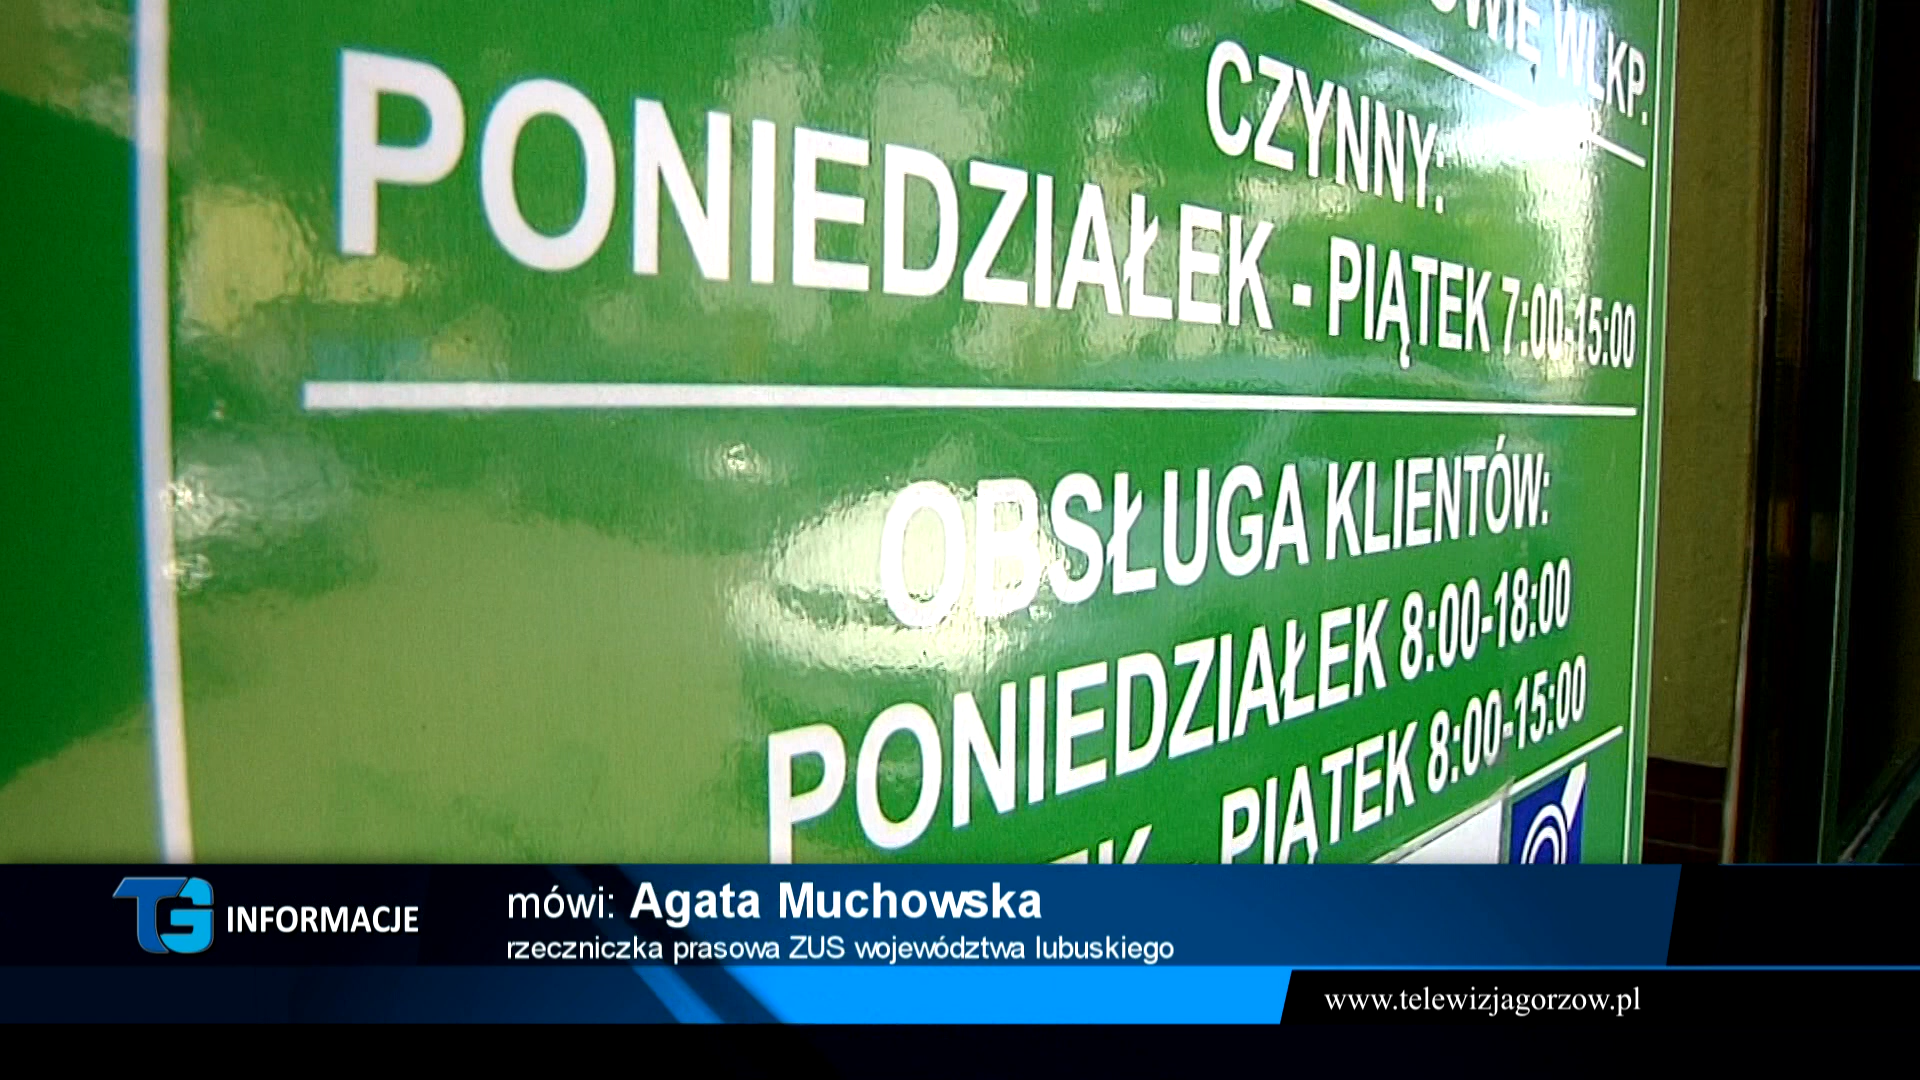 WLKP.
CZYNNY:
PONIEDZIAŁEK - PIĄTEK 7:00-15:00
OBSŁUGA KLIENTÓW:
PONIEDZIAŁEK 8:00-18:00
- PIĄTEK 8:00-15:00
TG INFORMACJE
mówi: Agata Muchowska
rzeczniczka prasowa ZUS województwa lubuskiego
www.telewizjagorzow.pl